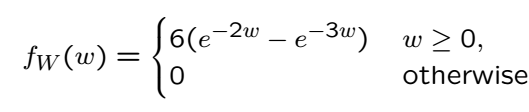 f_W(w) = { 6(e^{-2w} − e^{-3w})   w ≥ 0,
0   otherwise